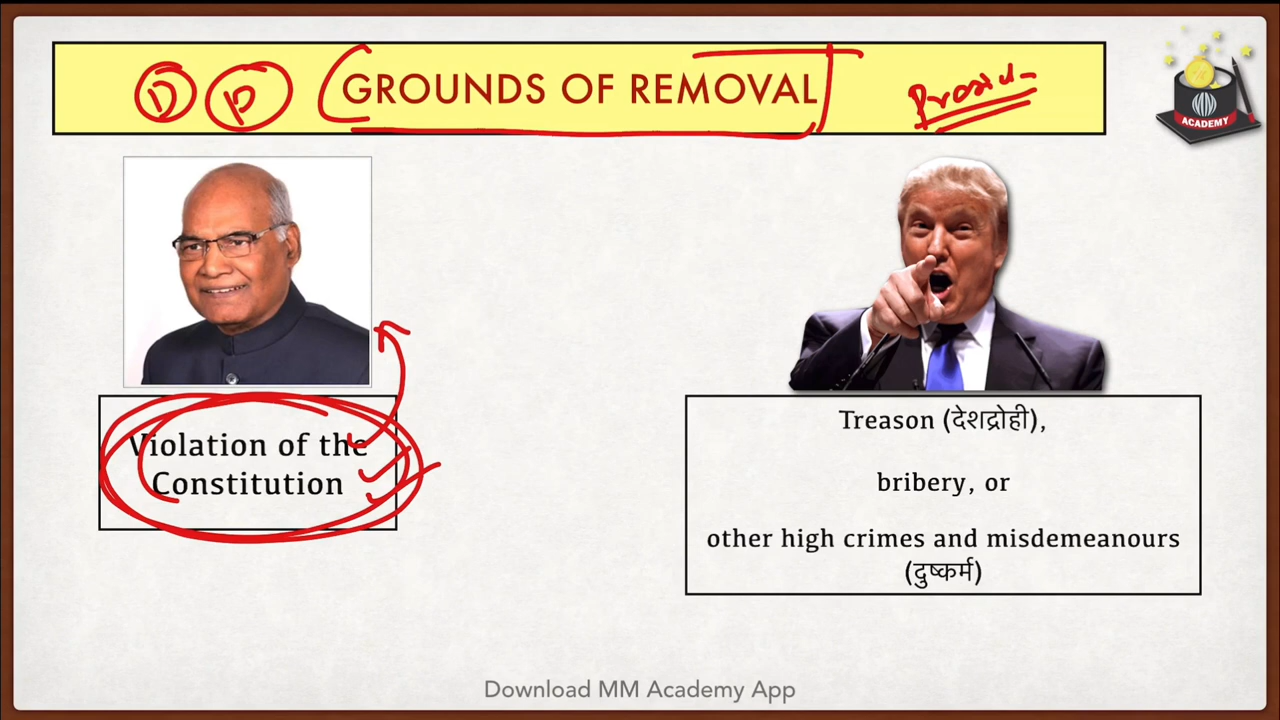 D P GROUNDS OF REMOVAL
ACADEMY
Violation of the
Constitution
Treason (देशद्रोही),
bribery, or
other high crimes and misdemeanours
(दुष्कर्म)
Download MM Academy App